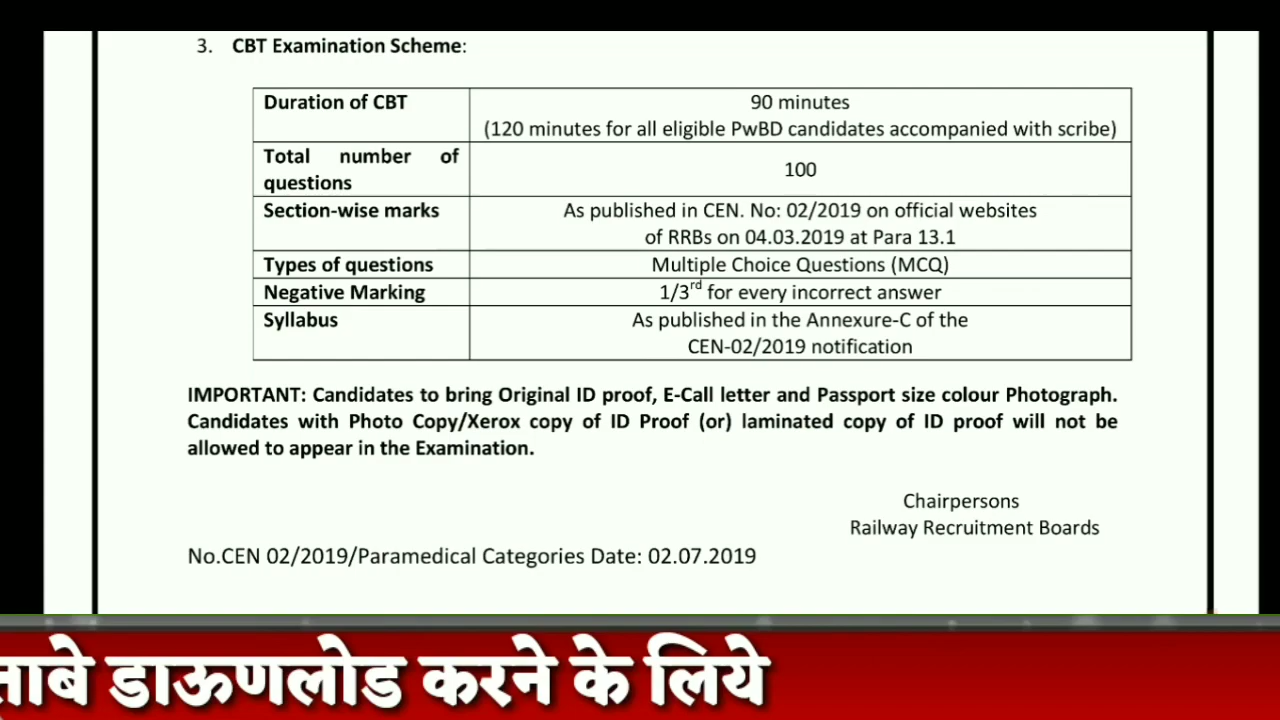 3. CBT Examination Scheme:
Duration of CBT
90 minutes
(120 minutes for all eligible PwBD candidates accompanied with scribe)
Total number of
questions
100
Section-wise marks
As published in CEN. No: 02/2019 on official websites
of RRBs on 04.03.2019 at Para 13.1
Types of questions
Multiple Choice Questions (MCQ)
Negative Marking
1/3rd for every incorrect answer
Syllabus
As published in the Annexure-C of the
CEN-02/2019 notification
IMPORTANT: Candidates to bring Original ID proof, E-Call letter and Passport size colour Photograph.
Candidates with Photo Copy/Xerox copy of ID Proof (or) laminated copy of ID proof will not be
allowed to appear in the Examination.
Chairpersons
Railway Recruitment Boards
No.CEN 02/2019/Paramedical Categories Date: 02.07.2019
डाऊणलोड करने के लिये